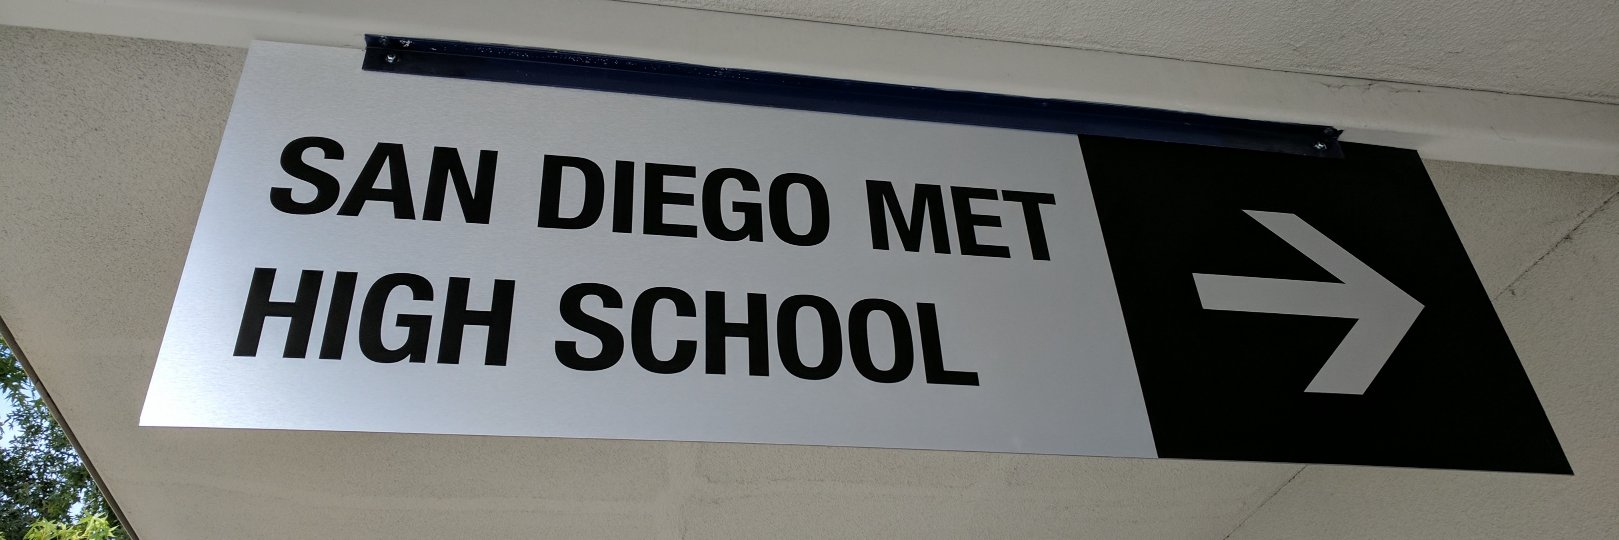 SAN DIEGO MET
HIGH SCHOOL